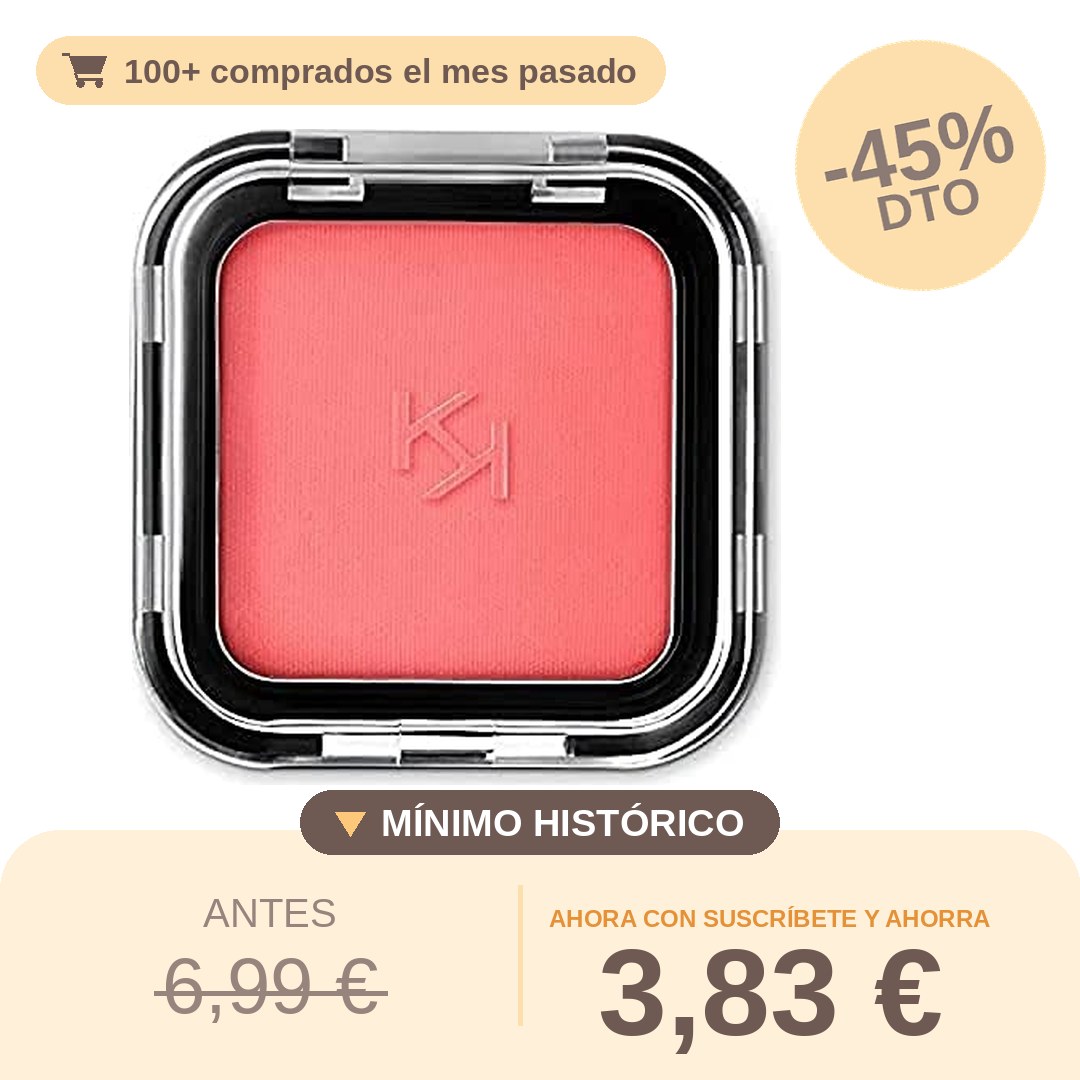 100+ comprados el mes pasado
-45%
DTO
KK
MÍNIMO HISTÓRICO
ANTES
6,99 €
AHORA CON SUSCRÍBETE Y AHORRA
3,83 €